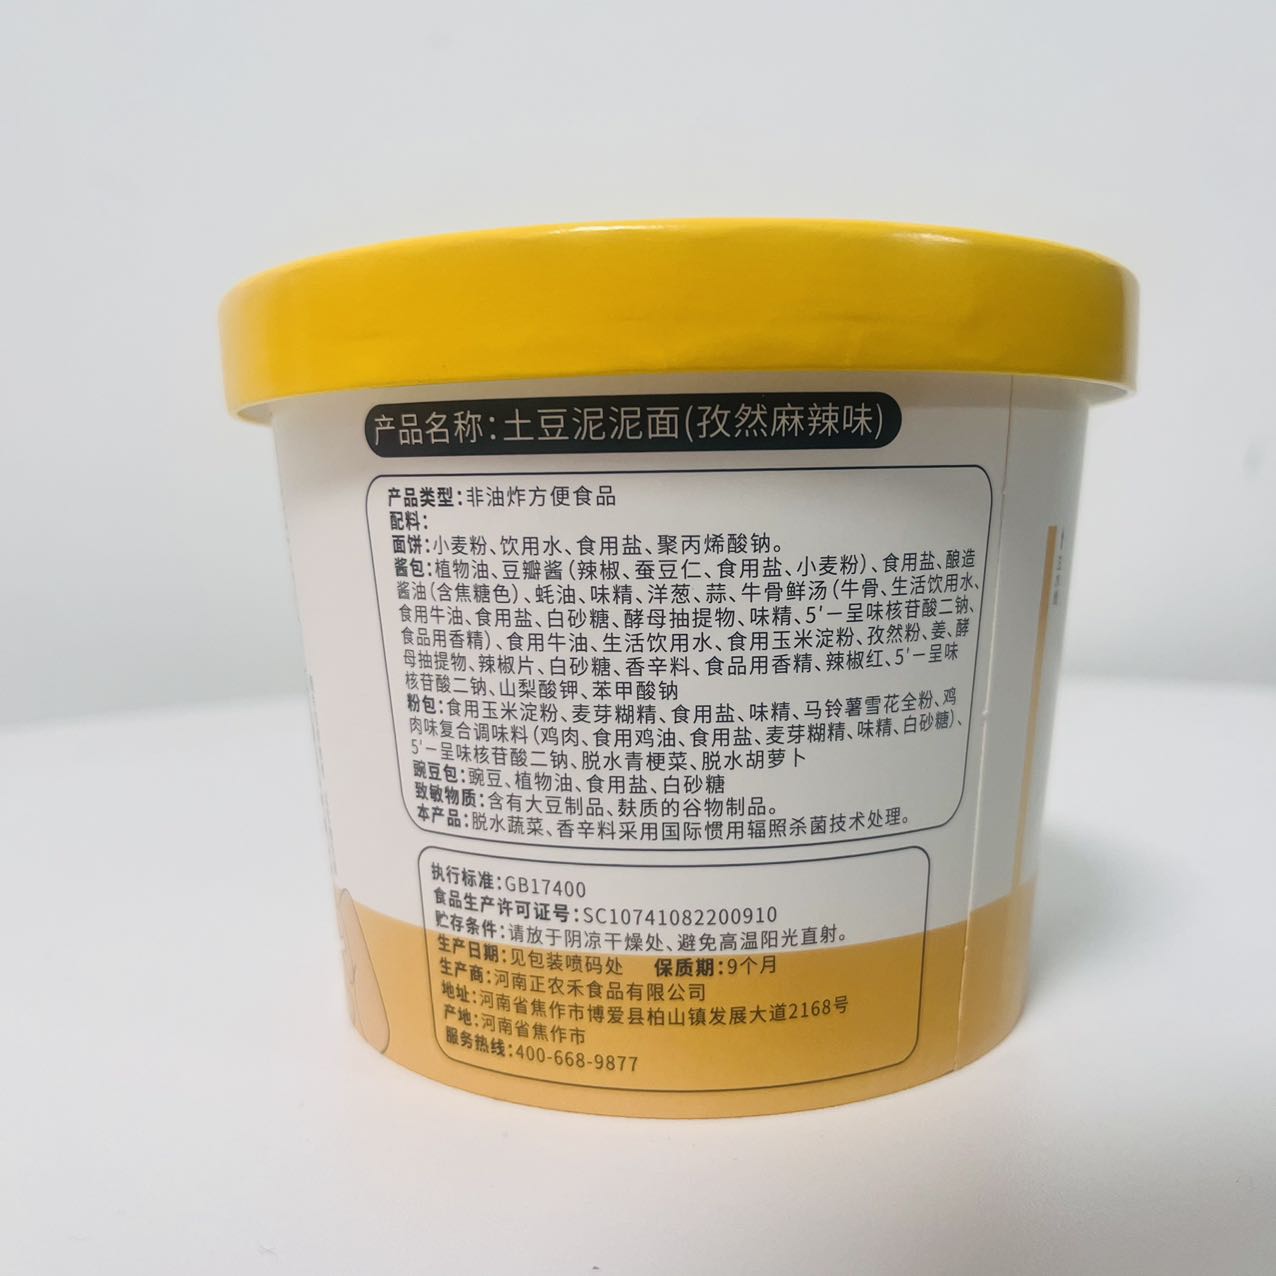 产品名称:土豆泥泥面(孜然麻辣味)
产品类型:非油炸方便食品
配料:
面饼:小麦粉、饮用水、食用盐、聚丙烯酸钠。
酱包:植物油、豆瓣酱(辣椒、蚕豆仁、食用盐、小麦粉)、食用盐、酿造
酱油(含焦糖色)、蚝油、味精、洋葱、蒜、牛骨鲜汤(牛骨、生活饮用水、
食用牛油、食用盐、白砂糖、酵母抽提物、味精、5'-呈味核苷酸二钠、
食品用香精)、食用牛油、生活饮用水、食用玉米淀粉、孜然粉、姜、酵
母抽提物、辣椒片、白砂糖、香辛料、食品用香精、辣椒红、5'-呈味
核苷酸二钠、山梨酸钾、苯甲酸钠
粉包:食用玉米淀粉、麦芽糊精、食用盐、味精、马铃薯雪花全粉、鸡
肉味复合调味料(鸡肉、食用鸡油、食用盐、麦芽糊精、味精、白砂糖)、
5'-呈味核苷酸二钠、脱水青梗菜、脱水胡萝卜
豌豆包:豌豆、植物油、食用盐、白砂糖
致敏物质:含有大豆制品、麸质的谷物制品。
本产品:脱水蔬菜、香辛料采用国际惯用辐照杀菌技术处理。
执行标准:GB17400
食品生产许可证号:SC10741082200910
贮存条件:请放于阴凉干燥处、避免高温阳光直射。
生产日期:见包装喷码处 保质期:9个月
生产商:河南正农禾食品有限公司
地址:河南省焦作市博爱县柏山镇发展大道2168号
产地:河南省焦作市
服务热线:400-668-9877